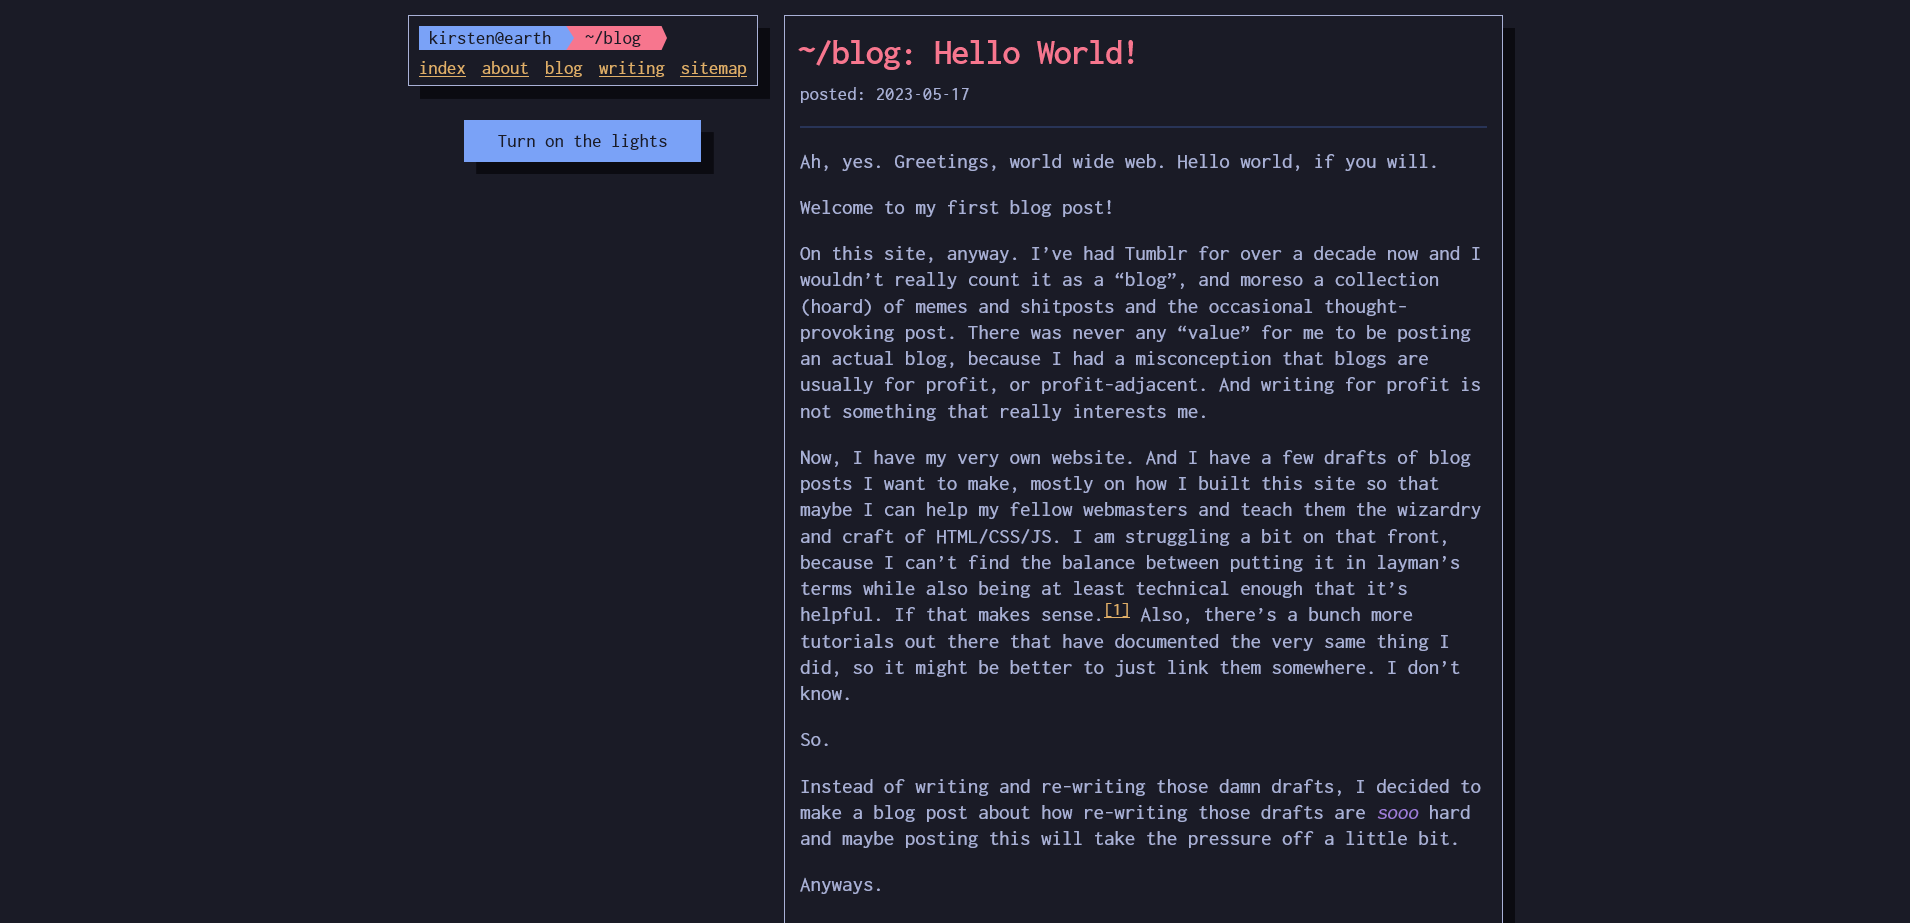 kirsten@earth ~/blog
index about blog writing sitemap
Turn on the lights
~/blog: Hello World!
posted: 2023-05-17
Ah, yes. Greetings, world wide web. Hello world, if you will.
Welcome to my first blog post!
On this site, anyway. I’ve had Tumblr for over a decade now and I
wouldn’t really count it as a “blog”, and moreso a collection
(hoard) of memes and shitposts and the occasional thought-
provoking post. There was never any “value” for me to be posting
an actual blog, because I had a misconception that blogs are
usually for profit, or profit-adjacent. And writing for profit is
not something that really interests me.
Now, I have my very own website. And I have a few drafts of blog
posts I want to make, mostly on how I built this site so that
maybe I can help my fellow webmasters and teach them the wizardry
and craft of HTML/CSS/JS. I am struggling a bit on that front,
because I can’t find the balance between putting it in layman’s
terms while also being at least technical enough that it’s
helpful. If that makes sense.[1] Also, there’s a bunch more
tutorials out there that have documented the very same thing I
did, so it might be better to just link them somewhere. I don’t
know.
So.
Instead of writing and re-writing those damn drafts, I decided to
make a blog post about how re-writing those drafts are sooo hard
and maybe posting this will take the pressure off a little bit.
Anyways.